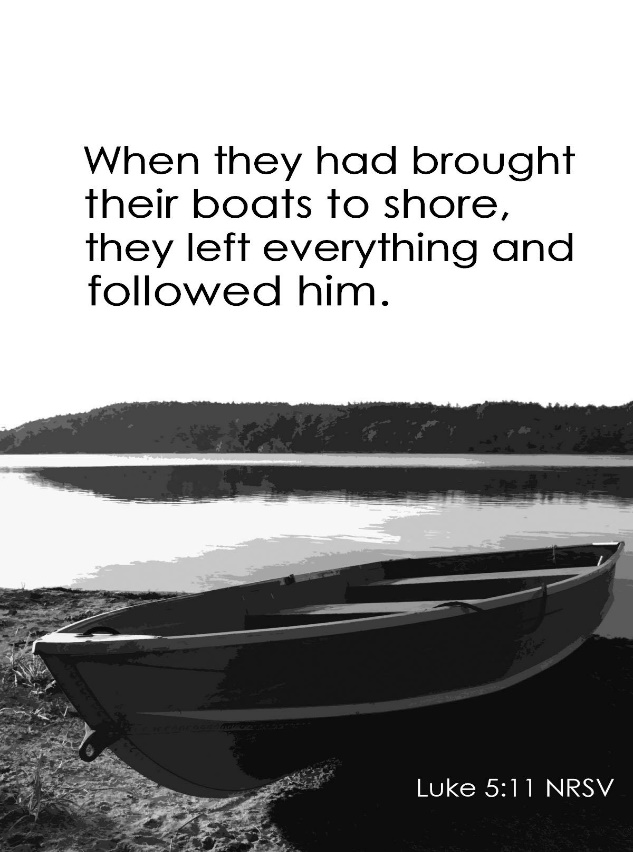 When they had brought
their boats to shore,
they left everything and
followed him.
Luke 5:11 NRSV